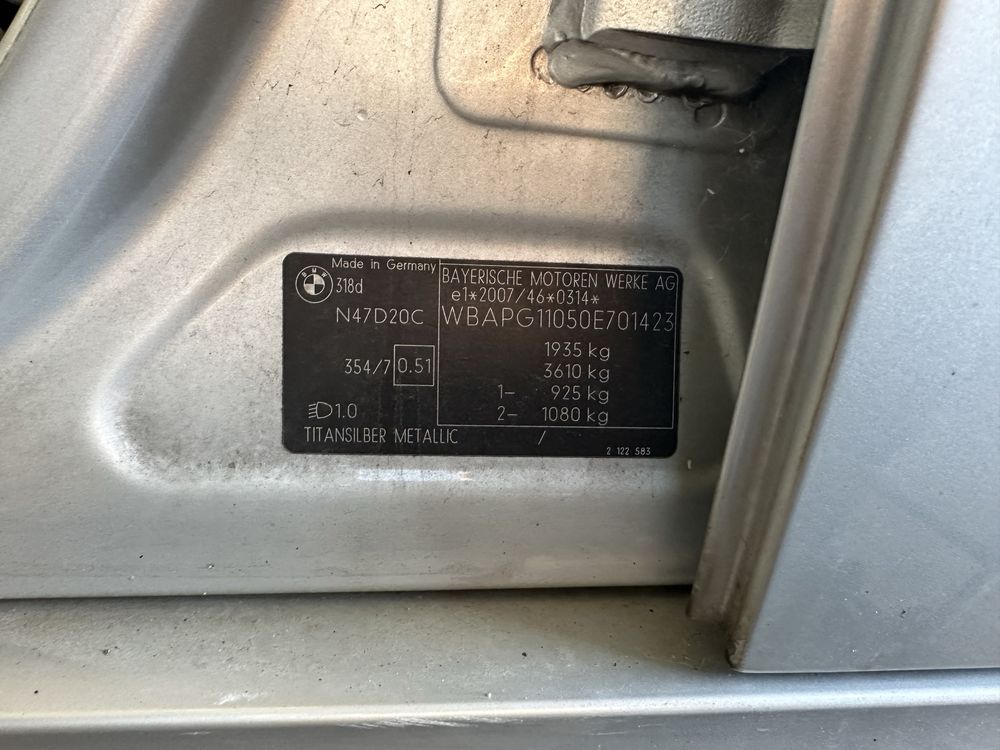 BMW
Made in Germany
318d
N47D20C
354/7 0.51
1.0
TITANSILBER METALLIC /
BAYERISCHE MOTOREN WERKE AG
e1*2007/46*0314*
WBAPG11050E701423
1935 kg
3610 kg
1- 925 kg
2- 1080 kg
2 122 583